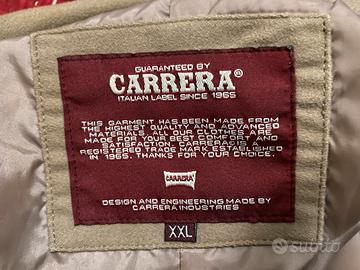 GUARANTEED BY
CARRERA®
ITALIAN LABEL SINCE 1965
THIS GARMENT HAS BEEN MADE FROM
THE HIGHEST QUALITY AND VARIOUS
MATERIALS. ALL OUR CLOTHES ARE
MADE FOR YOUR BEST COMFORT AND
SATISFACTION. CARRERA® IS A
REGISTERED TRADE MARK ESTABLISHED
IN 1965. THANKS FOR YOUR CHOICE.
CARRERA®
DESIGN AND ENGINEERING MADE BY
CARRERA INDUSTRIES
XXL
subito